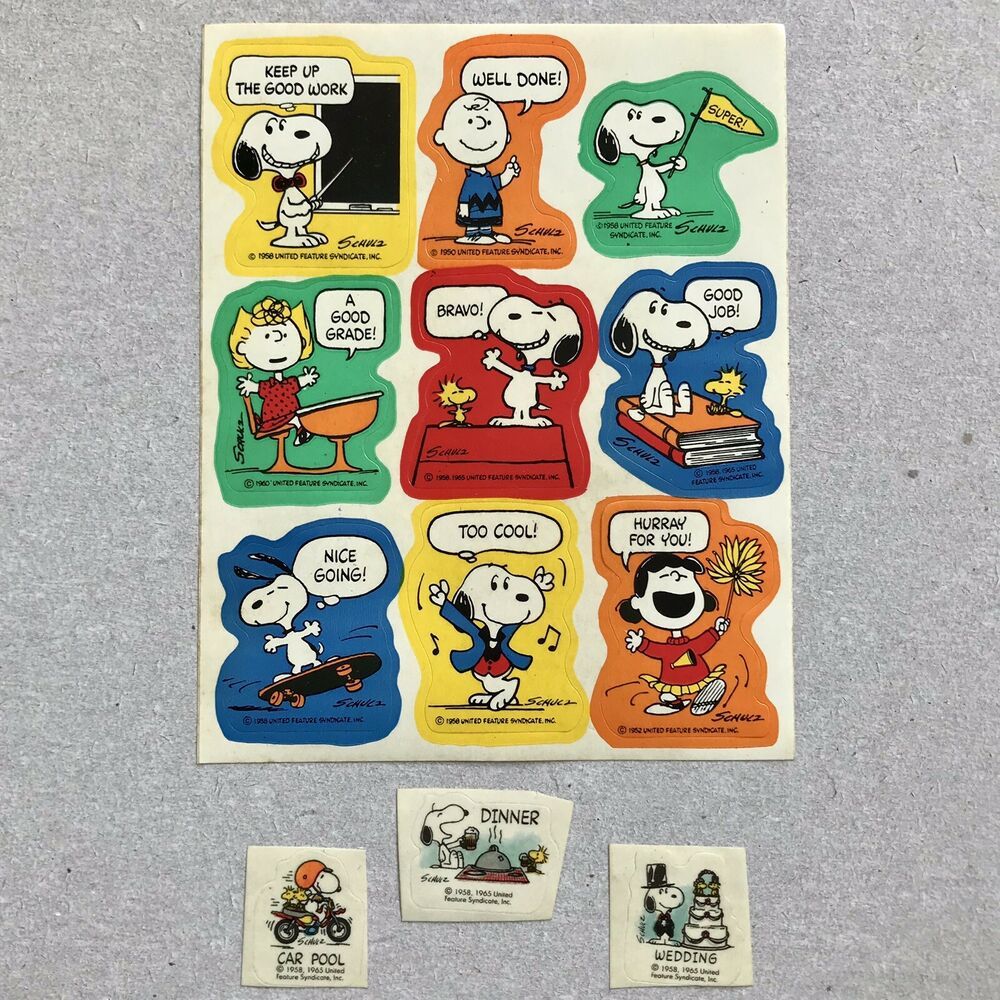 KEEP UP
THE GOOD WORK
SCHULZ
© 1958 UNITED FEATURE SYNDICATE, INC.
WELL DONE!
SCHULZ
© 1950 UNITED FEATURE SYNDICATE, INC.
SUPER!
© 1958 UNITED FEATURE
SYNDICATE, INC.
SCHULZ
A
GOOD
GRADE!
SCHULZ
© 1960 UNITED FEATURE SYNDICATE, INC.
BRAVO!
SCHULZ
© 1958, 1965 UNITED FEATURE SYNDICATE, INC.
GOOD
JOB!
SCHULZ
© 1958, 1965 UNITED
FEATURE SYNDICATE, INC.
NICE
GOING!
SCHULZ
© 1958 UNITED FEATURE SYNDICATE, INC.
TOO COOL!
SCHULZ
© 1958 UNITED FEATURE SYNDICATE, INC.
HURRAY
FOR YOU!
SCHULZ
© 1952 UNITED FEATURE SYNDICATE, INC.
DINNER
SCHULZ
© 1958, 1965 United
Feature Syndicate, Inc.
SCHULZ
CAR POOL
© 1958, 1965 United
Feature Syndicate, Inc.
SCHULZ
WEDDING
© 1958, 1965 United
Feature Syndicate, Inc.